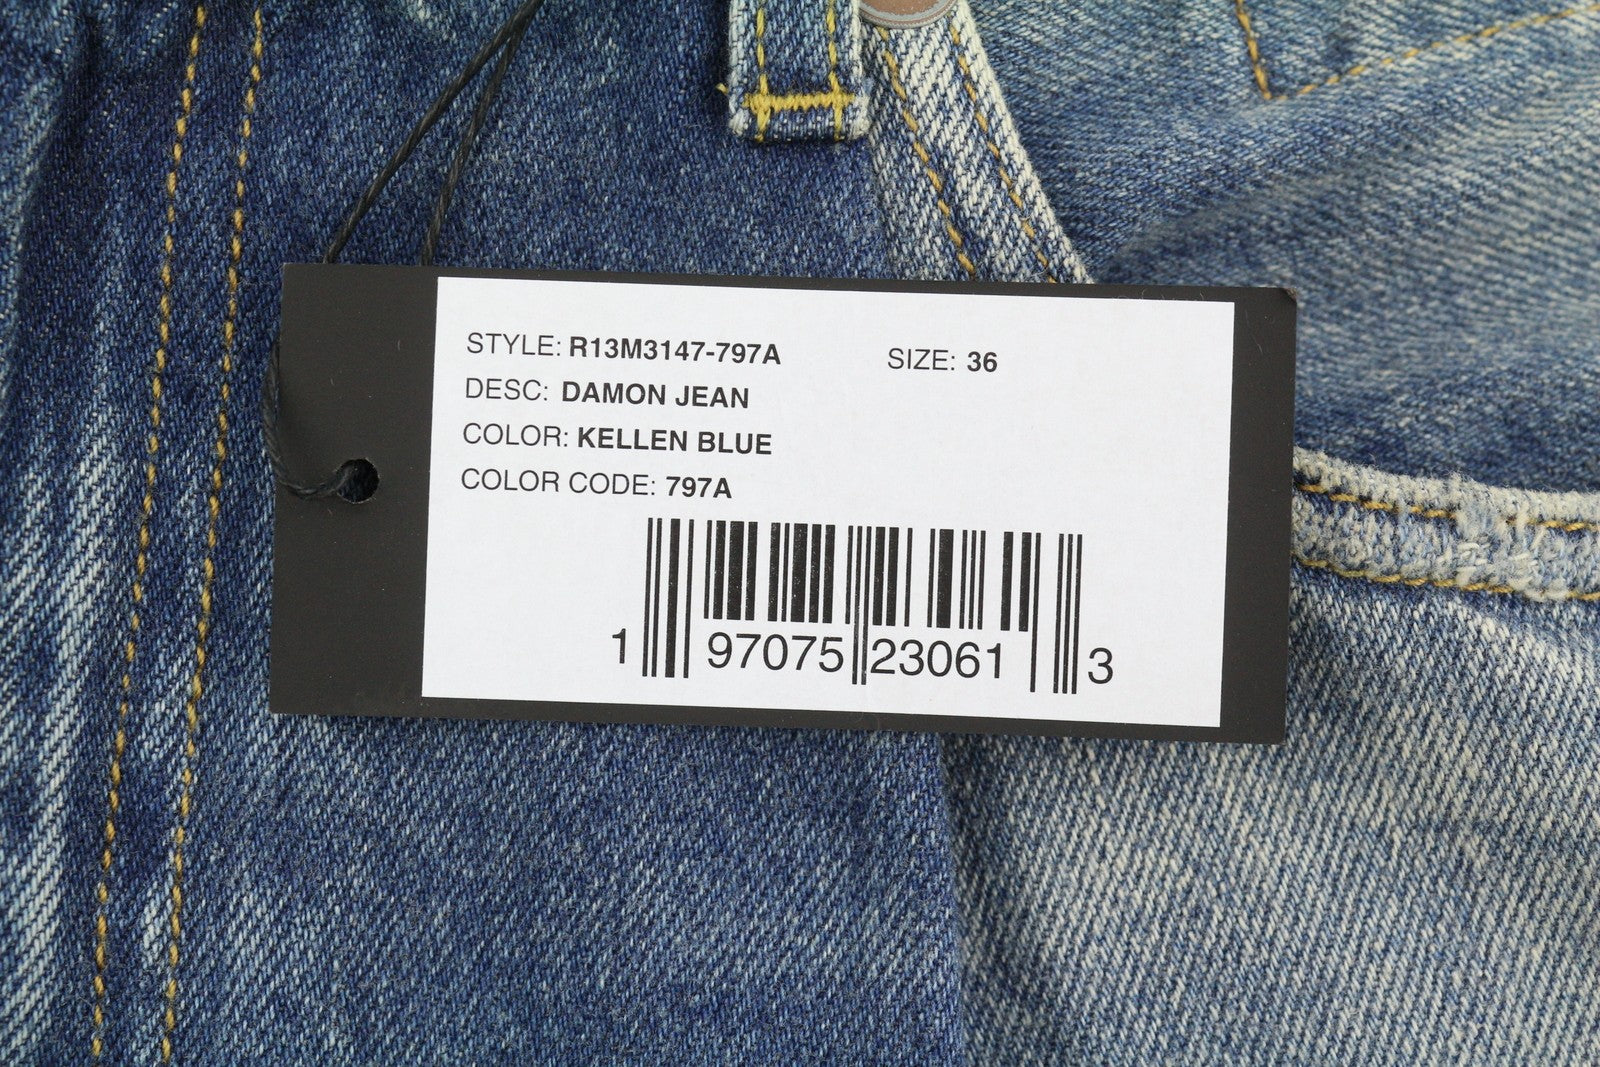 STYLE: R13M3147-797A SIZE: 36
DESC: DAMON JEAN
COLOR: KELLEN BLUE
COLOR CODE: 797A
1 97075 23061 3